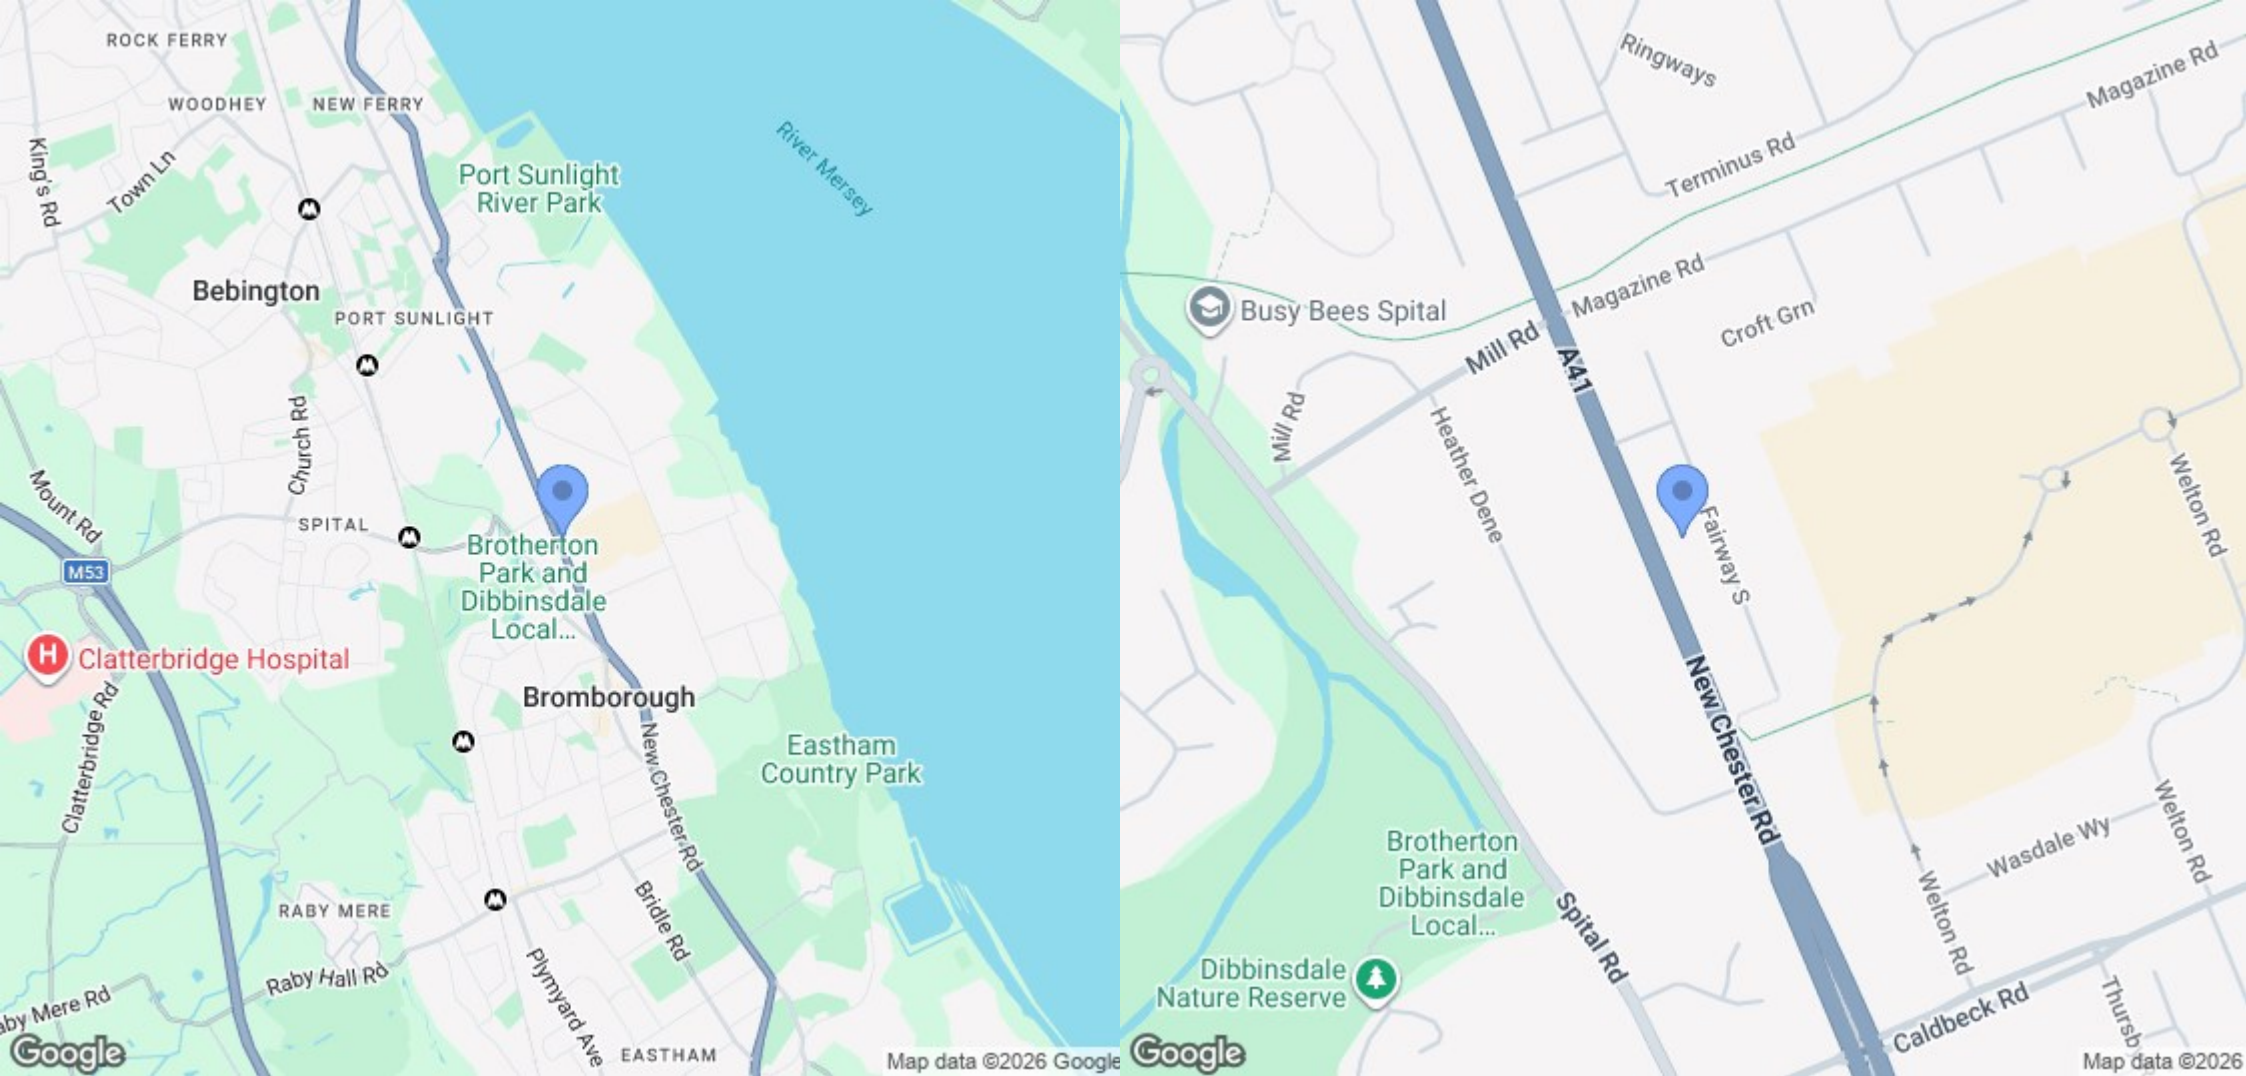 ROCK FERRY
WOODHEY
NEW FERRY
King's Rd
Town Ln
Port Sunlight
River Park
River Mersey
Bebington
PORT SUNLIGHT
Church Rd
Mount Rd
SPITAL
M53
Brotherton
Park and
Dibbinsdale
Local...
H
Clatterbridge Hospital
Clatterbridge Rd
Bromborough
New Chester Rd
Eastham
Country Park
Bridle Rd
RABY MERE
Raby Hall Rd
aby Mere Rd
Plymyard Ave
EASTHAM
Google
Map data ©2026 Google
Ringways
Magazine Rd
Terminus Rd
Magazine Rd
Busy Bees Spital
Croft Grn
Mill Rd
A41
Mill Rd
Heather Dene
Fairway S
Welton Rd
New Chester Rd
Welton Rd
Wasdale Wy
Brotherton
Park and
Dibbinsdale
Local...
Welton Rd
Spital Rd
Dibbinsdale
Nature Reserve
Caldbeck Rd
Thursb
Google
Map data ©2026